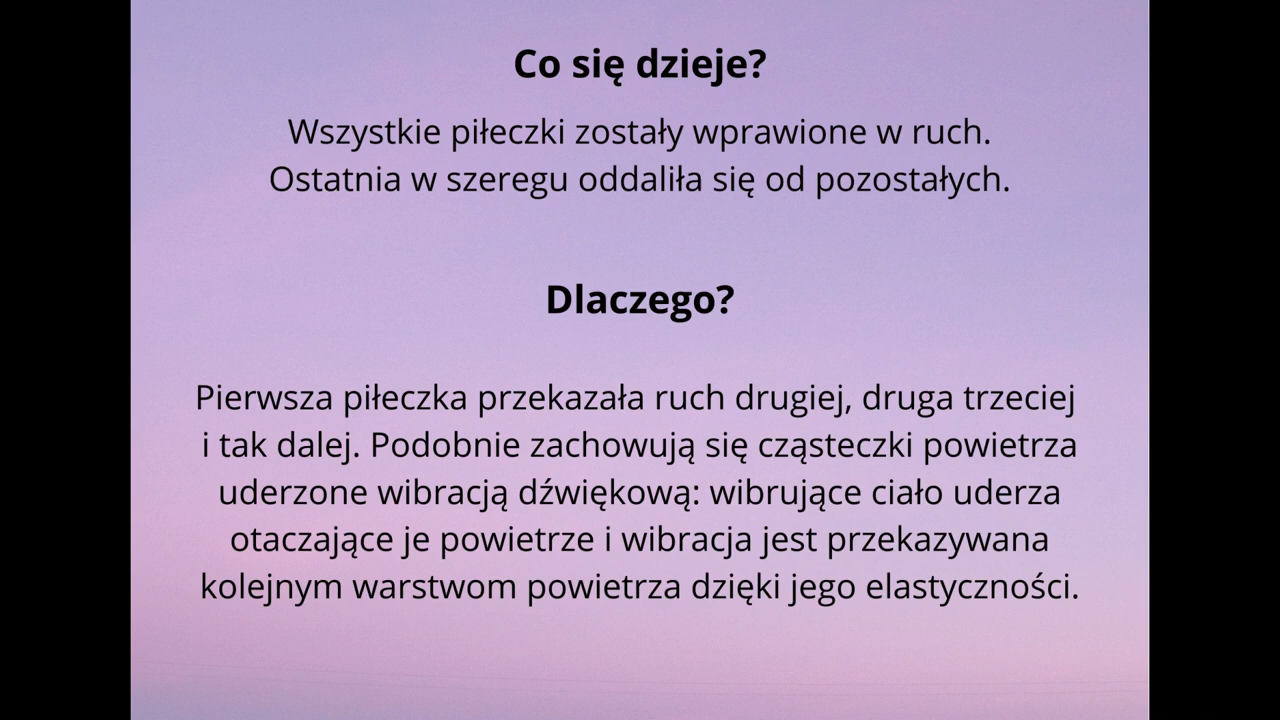 Co się dzieje?
Wszystkie piłeczki zostały wprawione w ruch.
Ostatnia w szeregu oddaliła się od pozostałych.
Dlaczego?
Pierwsza piłeczka przekazała ruch drugiej, druga trzeciej
i tak dalej. Podobnie zachowują się cząsteczki powietrza
uderzone wibracją dźwiękową: wibrujące ciało uderza
otaczające je powietrze i wibracja jest przekazywana
kolejnym warstwom powietrza dzięki jego elastyczności.